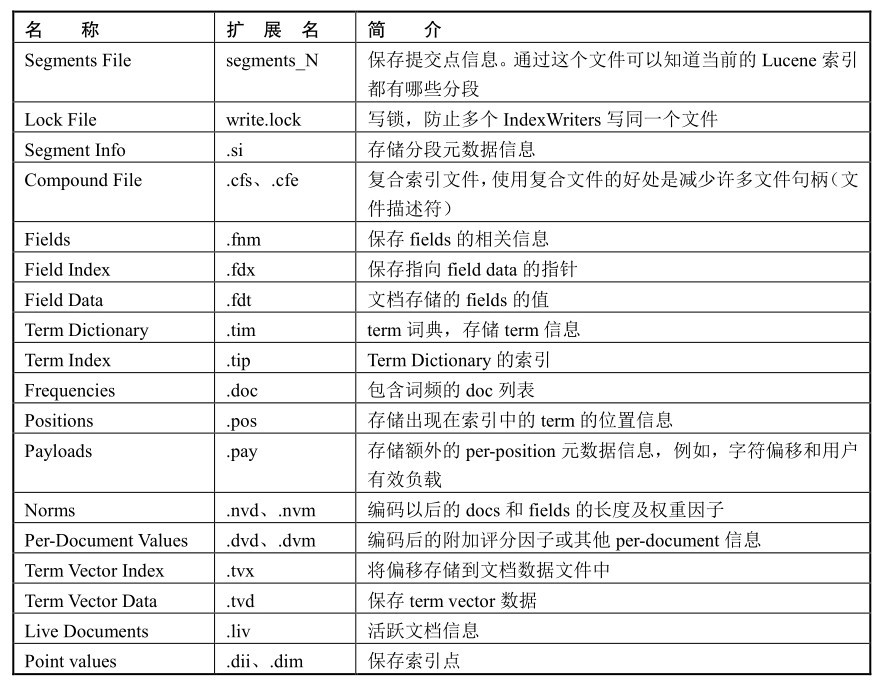 名 称 扩 展 名 简 介
Segments File segments_N 保存提交点信息。通过这个文件可以知道当前的 Lucene 索引
都有哪些分段
Lock File write.lock 写锁，防止多个 IndexWriters 写同一个文件
Segment Info .si 存储分段元数据信息
Compound File .cfs、.cfe 复合索引文件，使用复合文件的好处是减少许多文件句柄（文
件描述符）
Fields .fnm 保存 fields 的相关信息
Field Index .fdx 保存指向 field data 的指针
Field Data .fdt 文档存储的 fields 的值
Term Dictionary .tim term 词典，存储 term 信息
Term Index .tip Term Dictionary 的索引
Frequencies .doc 包含词频的 doc 列表
Positions .pos 存储出现在索引中的 term 的位置信息
Payloads .pay 存储额外的 per-position 元数据信息，例如，字符偏移和用户
有效负载
Norms .nvd、.nvm 编码以后的 docs 和 fields 的长度及权重因子
Per-Document Values .dvd、.dvm 编码后的附加评分因子或其他 per-document 信息
Term Vector Index .tvx 将偏移存储到文档数据文件中
Term Vector Data .tvd 保存 term vector 数据
Live Documents .liv 活跃文档信息
Point values .dii、.dim 保存索引点